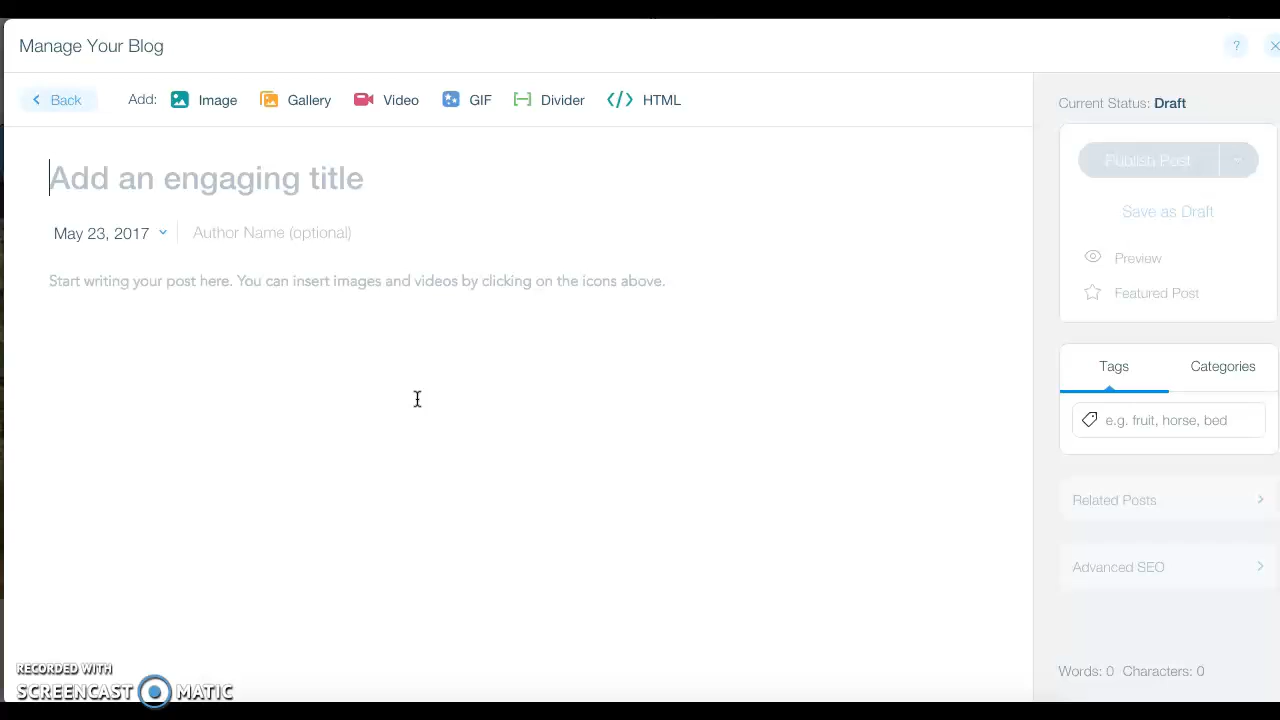 Manage Your Blog
?
Back
Add:
Image
Gallery
Video
GIF
Divider
HTML
Add an engaging title
May 23, 2017
Author Name (optional)
Start writing your post here. You can insert images and videos by clicking on the icons above.
Current Status: Draft
Publish Post
Save as Draft
Preview
Featured Post
Tags
Categories
e.g. fruit, horse, bed
Related Posts
Advanced SEO
Words: 0 Characters: 0
RECORDED WITH
SCREENCAST MATIC